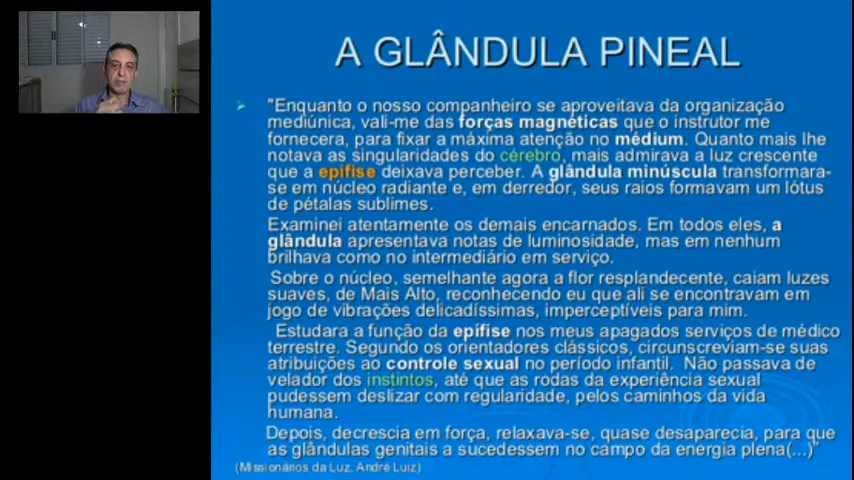 A GLÂNDULA PINEAL
"Enquanto o nosso companheiro se aproveitava da organização
mediúnica, vali-me das forças magnéticas que o instrutor me
fornecera, para fixar a máxima atenção no médium. Quanto mais lhe
notava as singularidades do cérebro, mais admirava a luz crescente
que a epífise deixava perceber. A glândula minúscula transformara-
se em núcleo radiante e, em derredor, seus raios formavam um lótus
de pétalas sublimes.
Examinei atentamente os demais encarnados. Em todos eles, a
glândula apresentava notas de luminosidade, mas em nenhum
brilhava como no intermediário em serviço.
Sobre o núcleo, semelhante agora a flor resplandecente, caiam luzes
suaves, de Mais Alto, reconhecendo eu que ali se encontravam em
jogo de vibrações delicadíssimas, imperceptíveis para mim.
Estudara a função da epífise nos meus apagados serviços de médico
terrestre. Segundo os orientadores clássicos, circunscreviam-se suas
atribuições ao controle sexual no período infantil. Não passava de
velador dos instintos, até que as rodas da experiência sexual
pudessem deslizar com regularidade, pelos caminhos da vida
humana.
Depois, decrescia em força, relaxava-se, quase desaparecia, para que
as glândulas genitais a sucedessem no campo da energia plena(...)"
(Missionários da Luz, André Luiz)